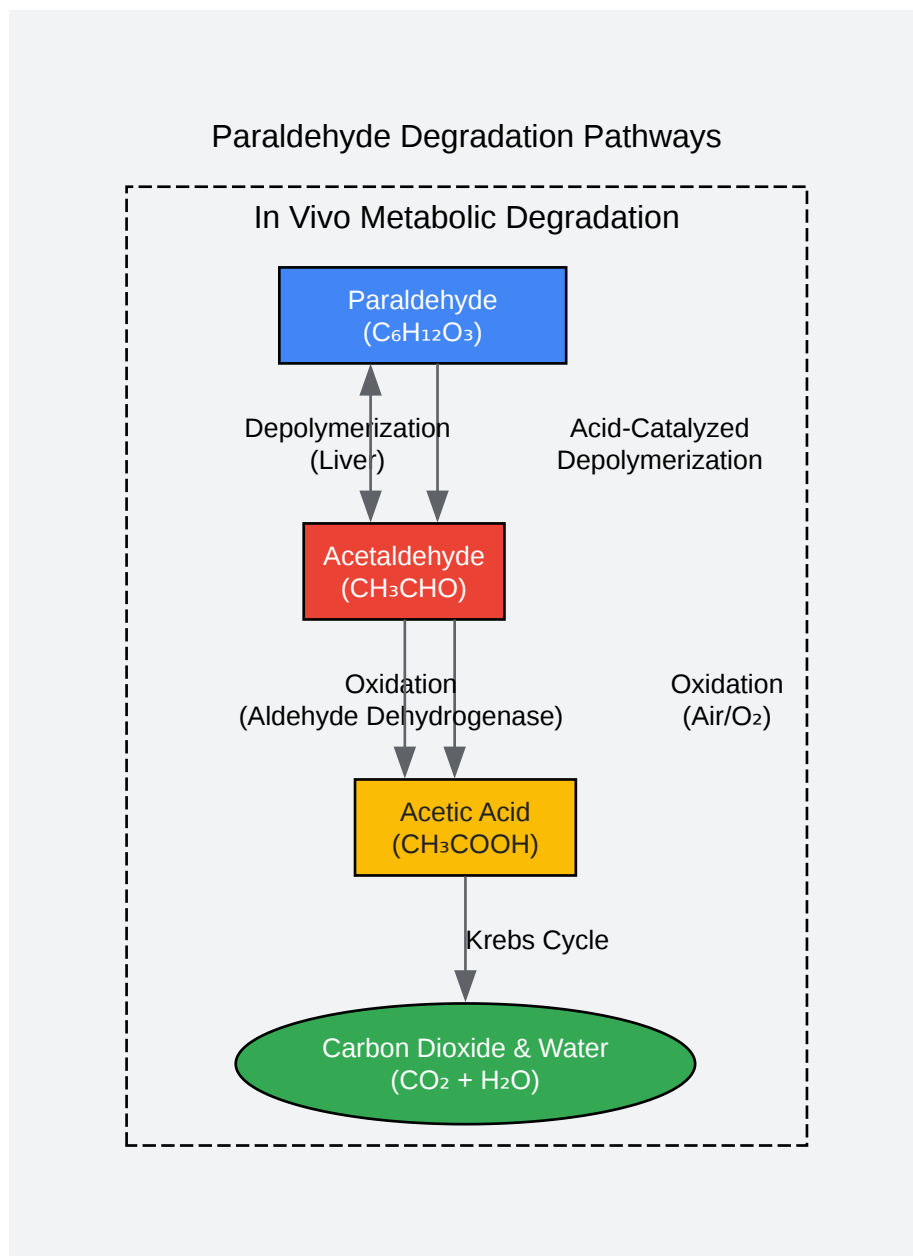 Paraldehyde Degradation Pathways
In Vivo Metabolic Degradation
Paraldehyde
(C₆H₁₂O₃)
Depolymerization
(Liver)
Acid-Catalyzed
Depolymerization
Acetaldehyde
(CH₃CHO)
Oxidation
(Aldehyde Dehydrogenase)
Oxidation
(Air/O₂)
Acetic Acid
(CH₃COOH)
Krebs Cycle
Carbon Dioxide & Water
(CO₂ + H₂O)